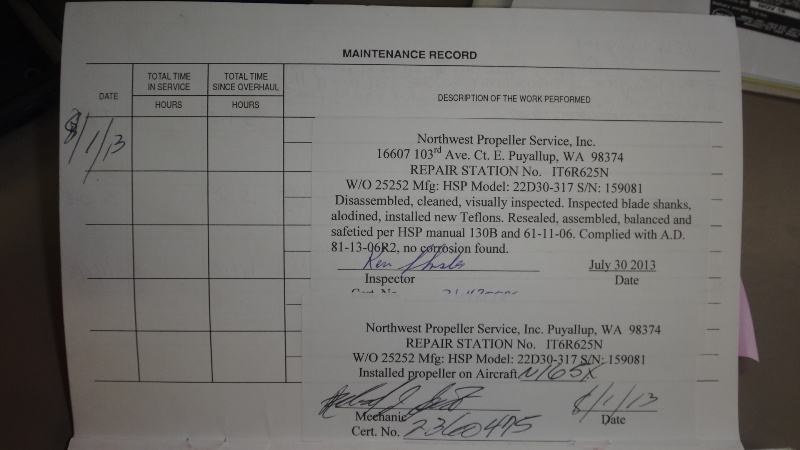 MAINTENANCE RECORD
DATE
TOTAL TIME
IN SERVICE
HOURS
TOTAL TIME
SINCE OVERHAUL
HOURS
DESCRIPTION OF THE WORK PERFORMED
8/1/13
Northwest Propeller Service, Inc.
16607 103rd Ave. Ct. E. Puyallup, WA 98374
REPAIR STATION No. IT6R625N
W/O 25252 Mfg: HSP Model: 22D30-317 S/N: 159081
Disassembled, cleaned, visually inspected. Inspected blade shanks,
alodined, installed new Teflons. Resealed, assembled, balanced and
safetied per HSP manual 130B and 61-11-06. Complied with A.D.
81-13-06R2, no corrosion found.
Ken July 30 2013
Inspector Date
Northwest Propeller Service, Inc. Puyallup, WA 98374
REPAIR STATION No. IT6R625N
W/O 25252 Mfg: HSP Model: 22D30-317 S/N: 159081
Installed propeller on Aircraft N165X
8/1/13
Mechanic Date
Cert. No. 2360475